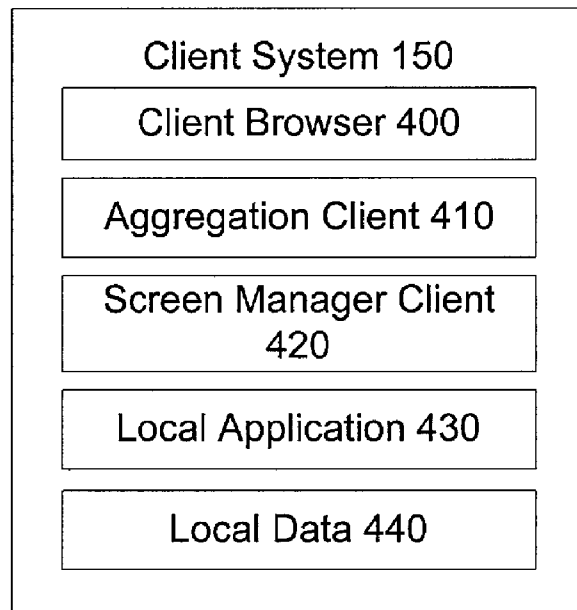 Client System 150
Client Browser 400
Aggregation Client 410
Screen Manager Client
420
Local Application 430
Local Data 440